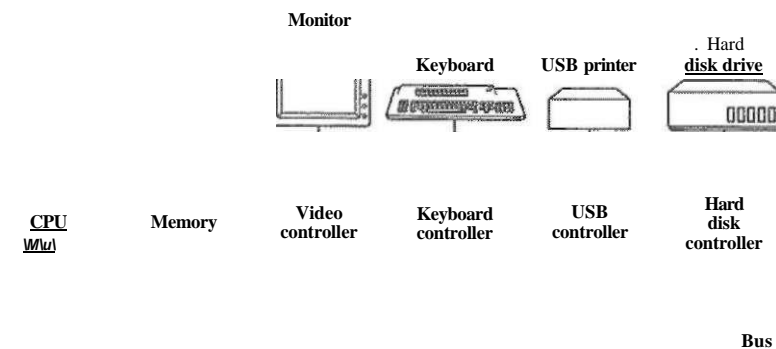 Monitor
Keyboard
USB printer
. Hard
disk drive
CPU
Memory
Video
controller
Keyboard
controller
USB
controller
Hard
disk
controller
Bus